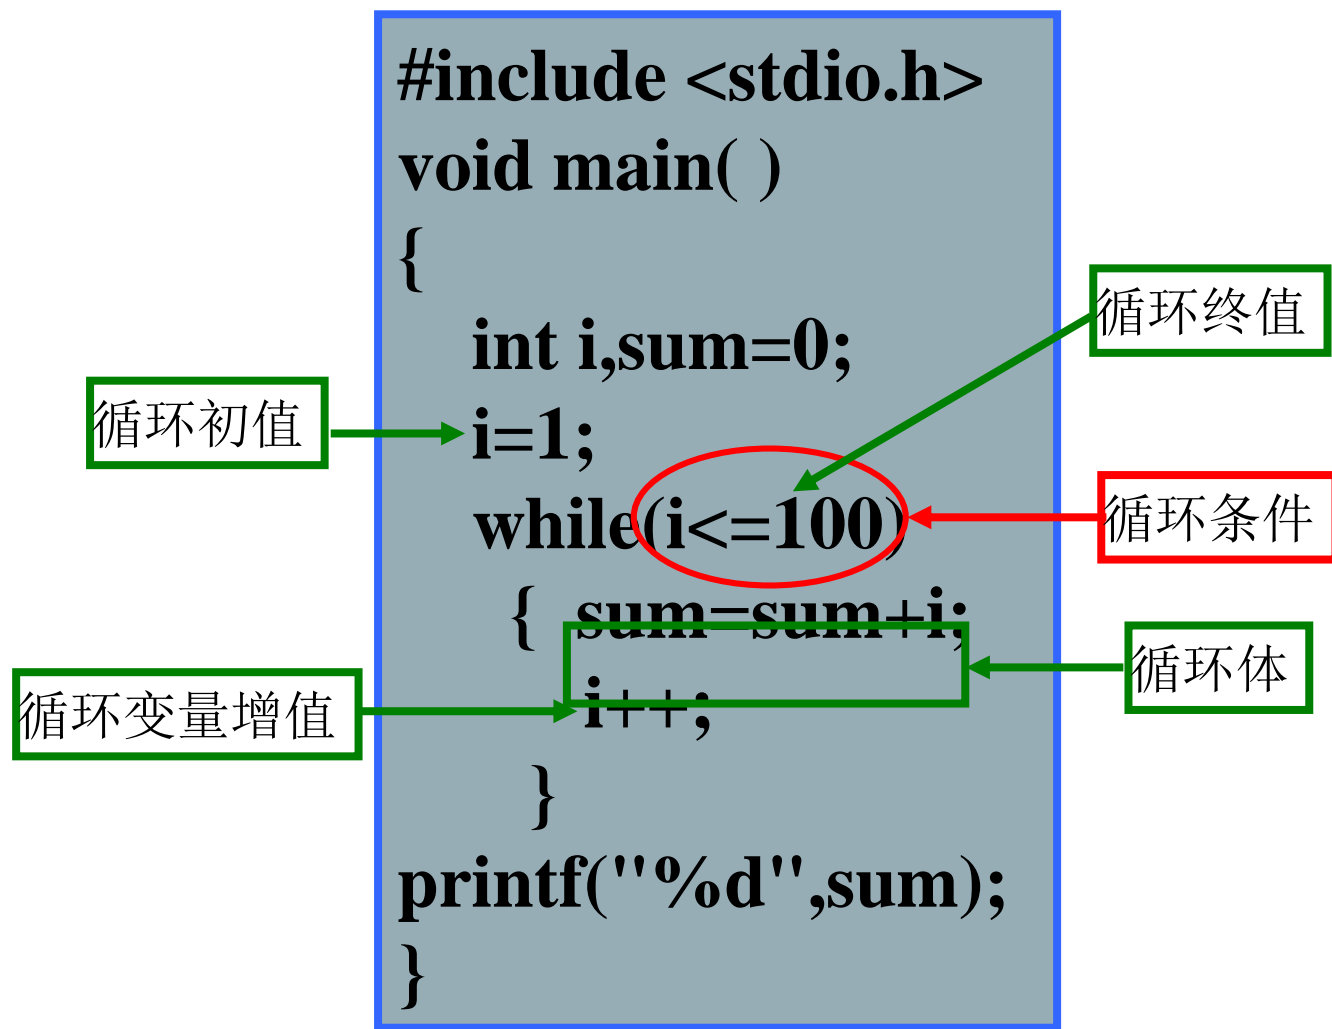 #include <stdio.h>
void main( )
{
int i,sum=0;
i=1;
while(i<=100)
{ sum=sum+i;
i++;
}
printf("%d",sum);
}
循环初值
循环变量增值
循环终值
循环条件
循环体